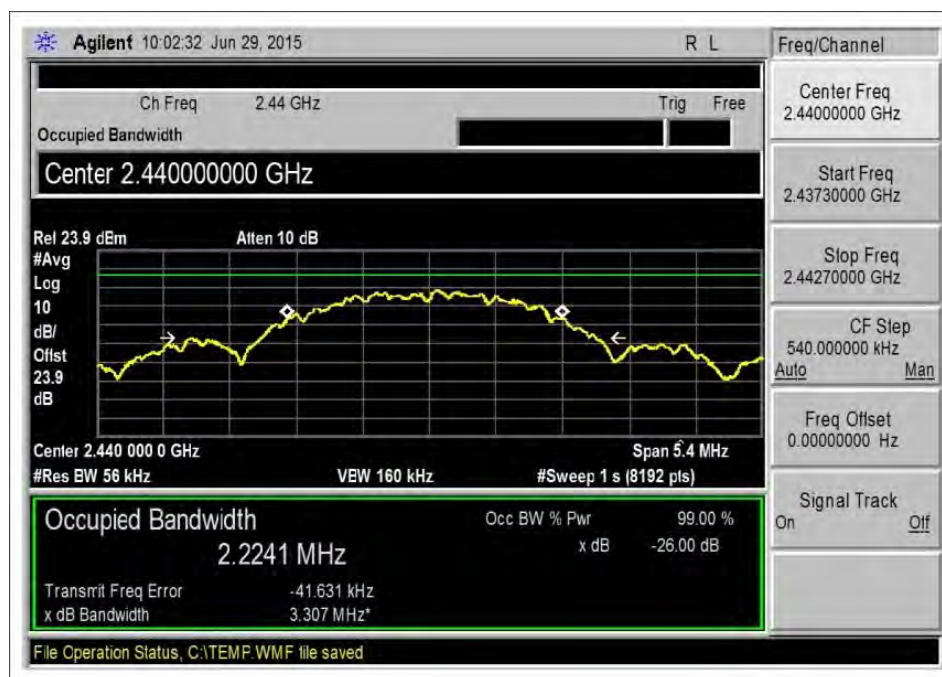 Agilent 10:02:32 Jun 29, 2015 R L
Freq/Channel
Ch Freq 2.44 GHz Trig Free
Occupied Bandwidth
Center 2.440000000 GHz
Center Freq
2.44000000 GHz
Start Freq
2.43730000 GHz
Stop Freq
2.44270000 GHz
CF Step
540.000000 kHz
Auto Man
Freq Offset
0.00000000 Hz
Signal Track
On Off
Ref 23.9 dBm Atten 10 dB
#Avg
Log
10
dB/
Offst
23.9
dB
Center 2.440 000 0 GHz Span 5.4 MHz
#Res BW 56 kHz VBW 160 kHz #Sweep 1 s (8192 pts)
Occupied Bandwidth
2.2241 MHz
Occ BW % Pwr 99.00 %
x dB -26.00 dB
Transmit Freq Error -41.631 kHz
x dB Bandwidth 3.307 MHz*
File Operation Status, C:\TEMP.WMF file saved